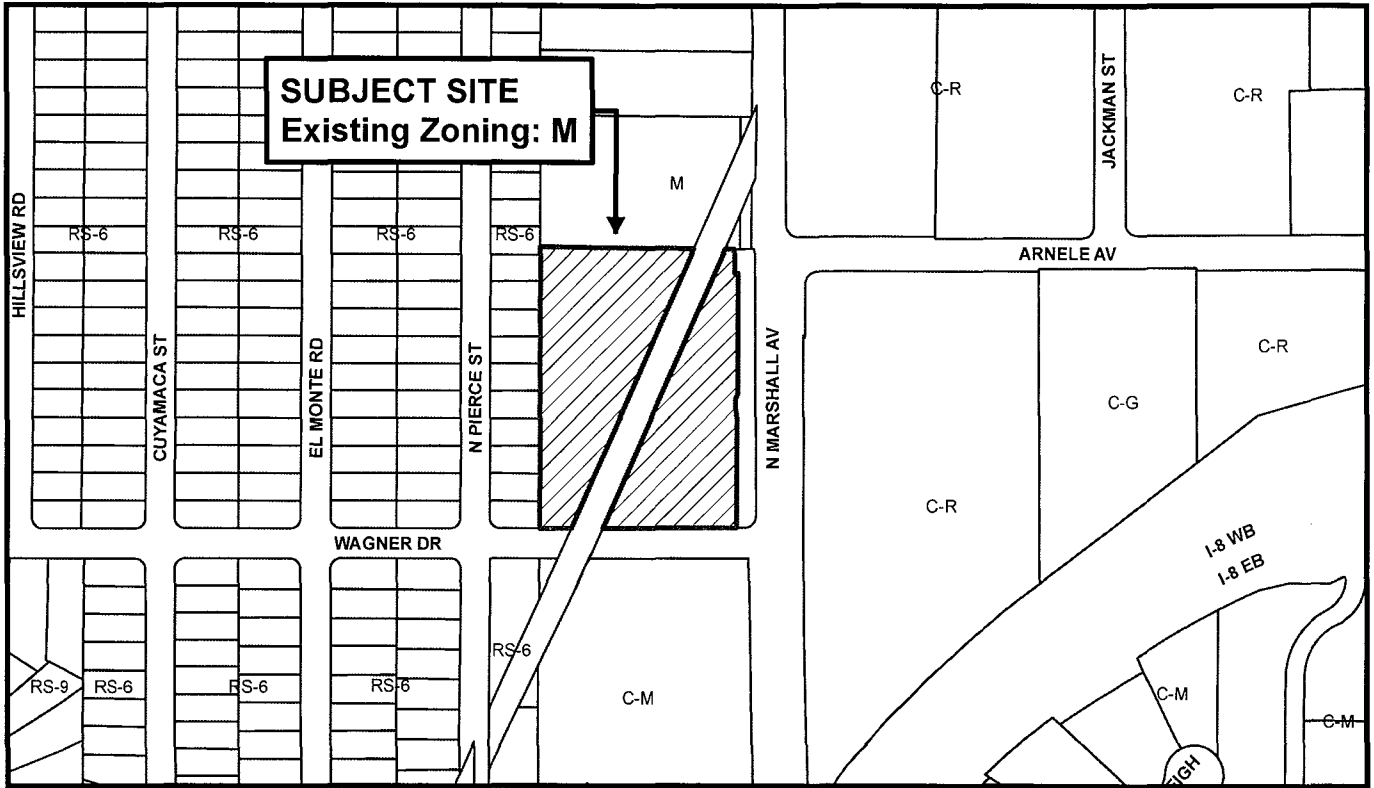 SUBJECT SITE
Existing Zoning: M
C-R
JACKMAN ST
C-R
M
HILLSVIEW RD
RS-6
RS-6
RS-6
RS-6
ARNELE AV
CUYAMACA ST
EL MONTE RD
N PIERCE ST
N MARSHALL AV
C-R
C-G
C-R
WAGNER DR
I-8 WB
I-8 EB
RS-6
RS-9
RS-6
RS-6
RS-6
C-M
C-M
C-M